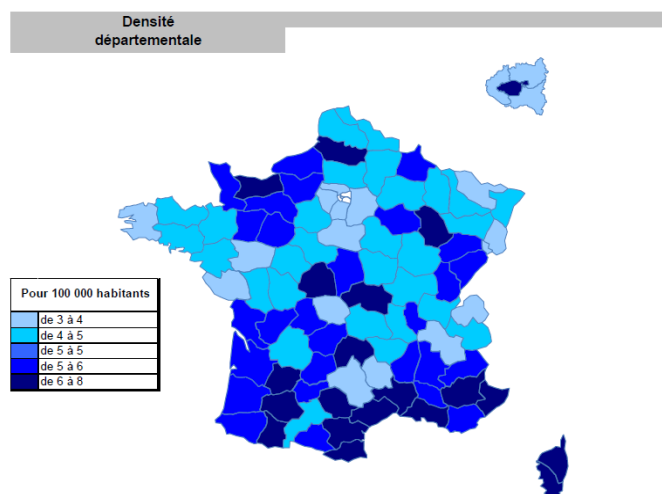 Densité
départementale
Pour 100 000 habitants
de 3 à 4
de 4 à 5
de 5 à 5
de 5 à 6
de 6 à 8